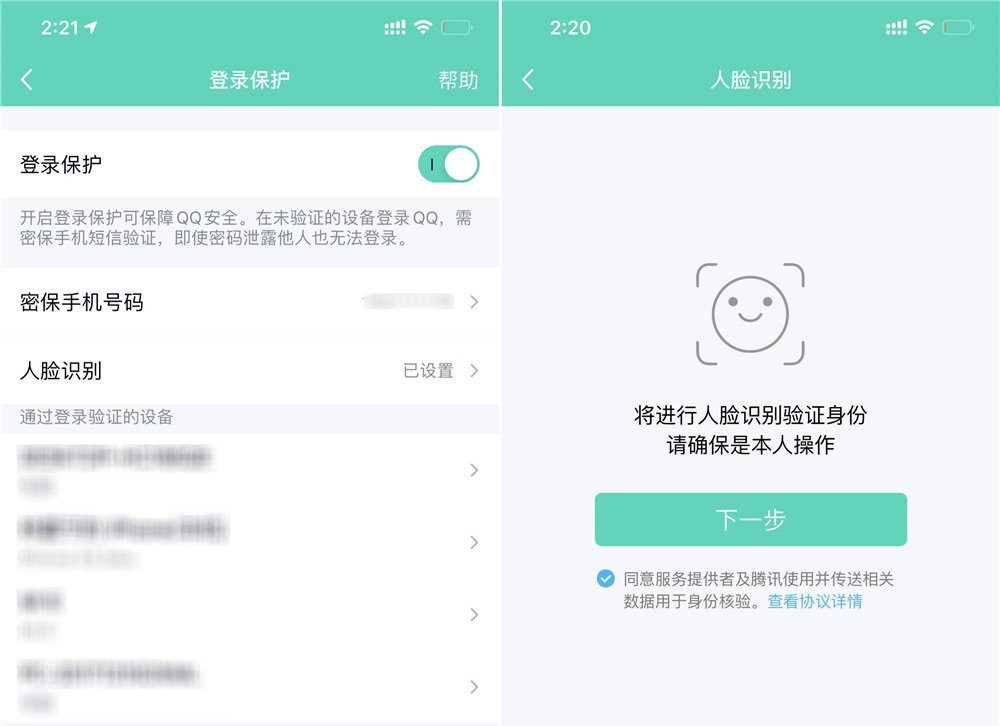 2:21
登录保护
帮助
登录保护
开启登录保护可保障QQ安全。在未验证的设备登录QQ，需
密保手机短信验证，即使密码泄露他人也无法登录。
密保手机号码
人脸识别
已设置
通过登录验证的设备
2:20
人脸识别
将进行人脸识别验证身份
请确保是本人操作
下一步
同意服务提供者及腾讯使用并传送相关
数据用于身份核验。查看协议详情